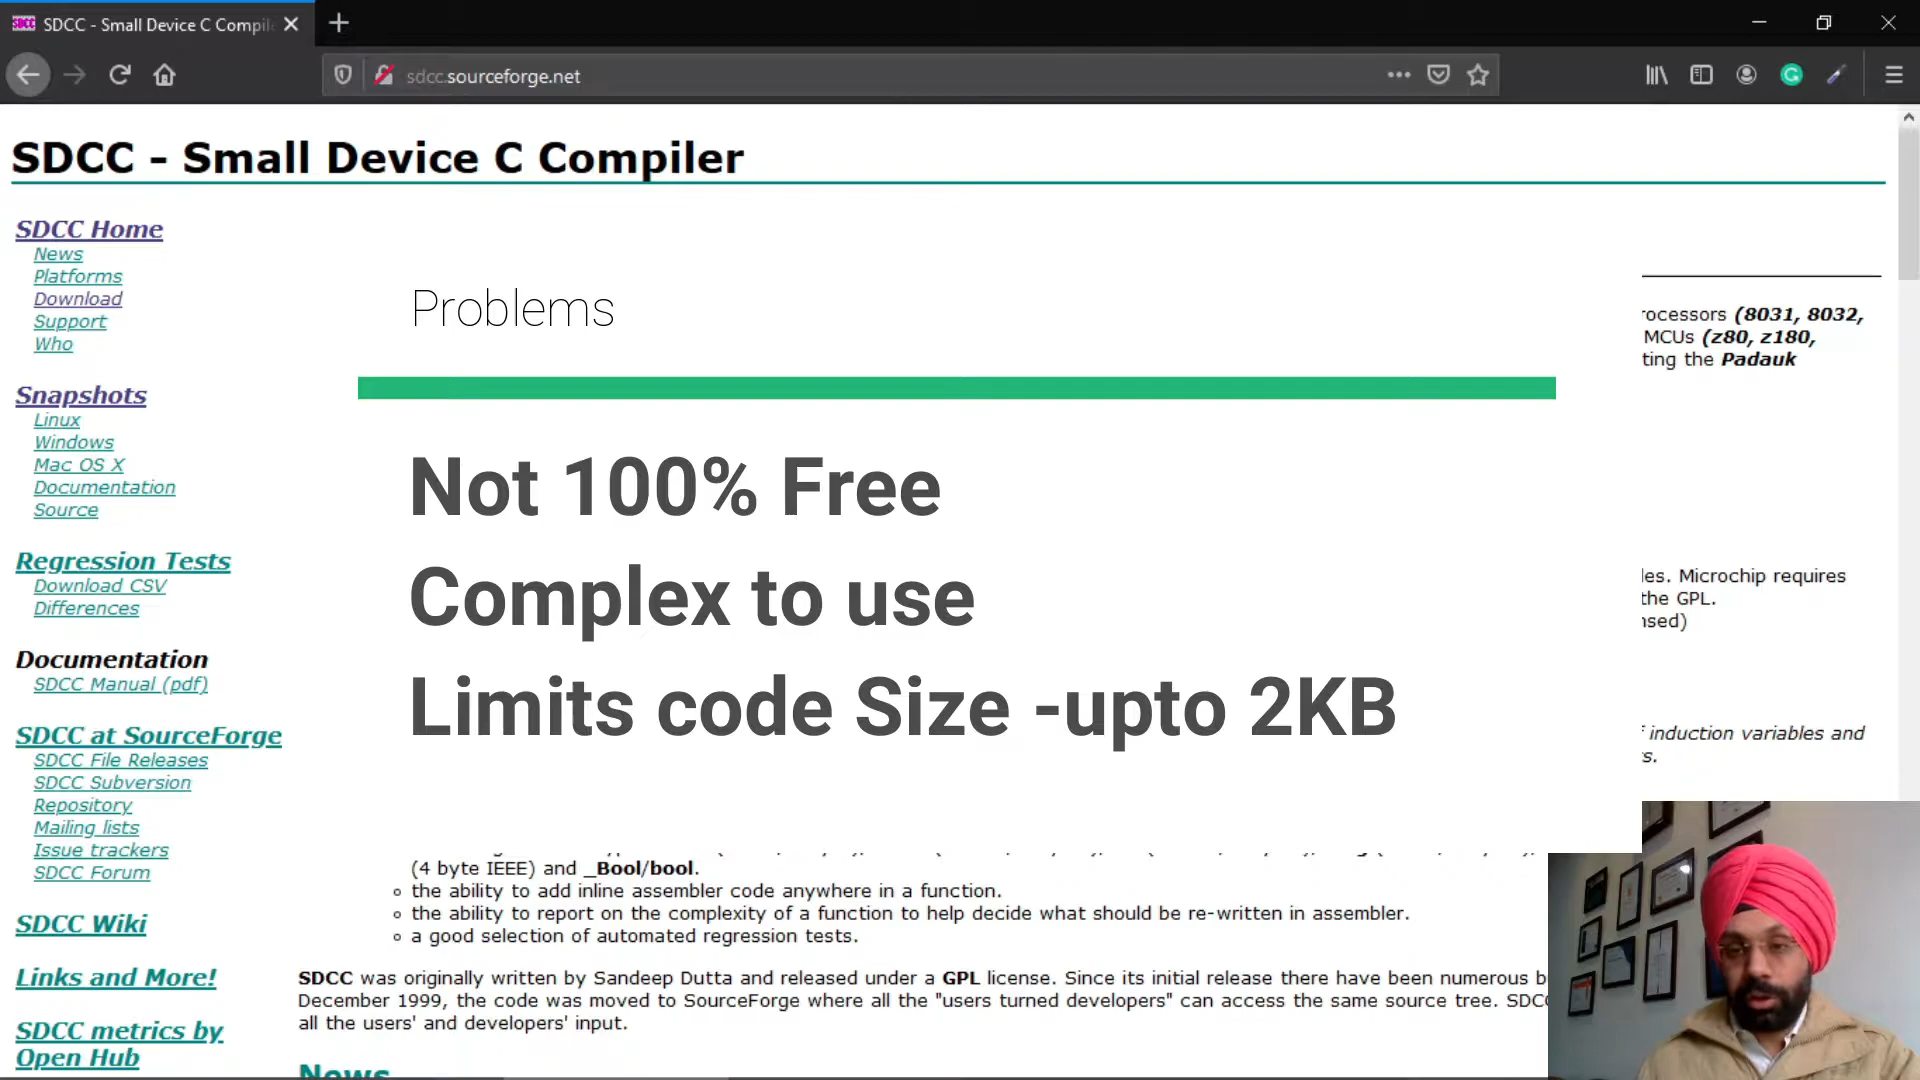 SDCC - Small Device C Compil
sdcc.sourceforge.net
SDCC - Small Device C Compiler
SDCC Home
News
Platforms
Download
Support
Who
Snapshots
Linux
Windows
Mac OS X
Documentation
Source
Regression Tests
Download CSV
Differences
Documentation
SDCC Manual (pdf)
SDCC at SourceForge
SDCC File Releases
SDCC Subversion
Repository
Mailing lists
Issue trackers
SDCC Forum
SDCC Wiki
Links and More!
SDCC metrics by
Open Hub
Problems
Not 100% Free
Complex to use
Limits code Size -upto 2KB
rocessors (8031, 8032,
MCUs (z80, z180,
ting the Padauk
les. Microchip requires
the GPL.
nsed)
f induction variables and
s.
(4 byte IEEE) and _Bool/bool.
the ability to add inline assembler code anywhere in a function.
the ability to report on the complexity of a function to help decide what should be re-written in assembler.
a good selection of automated regression tests.
SDCC was originally written by Sandeep Dutta and released under a GPL license. Since its initial release there have been numerous b
December 1999, the code was moved to SourceForge where all the "users turned developers" can access the same source tree. SDCC
all the users' and developers' input.
News